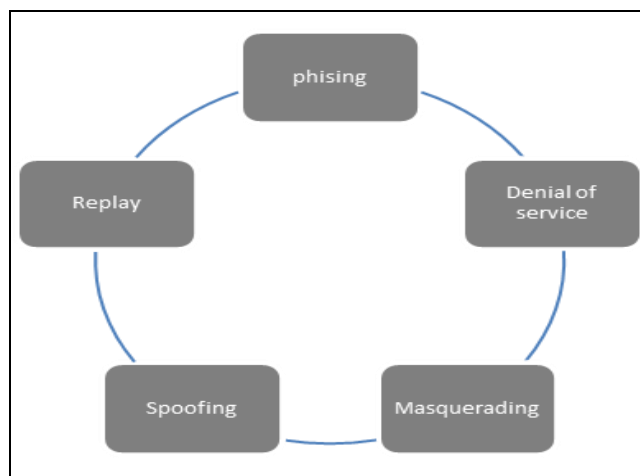 phising
Denial of
service
Masquerading
Spoofing
Replay